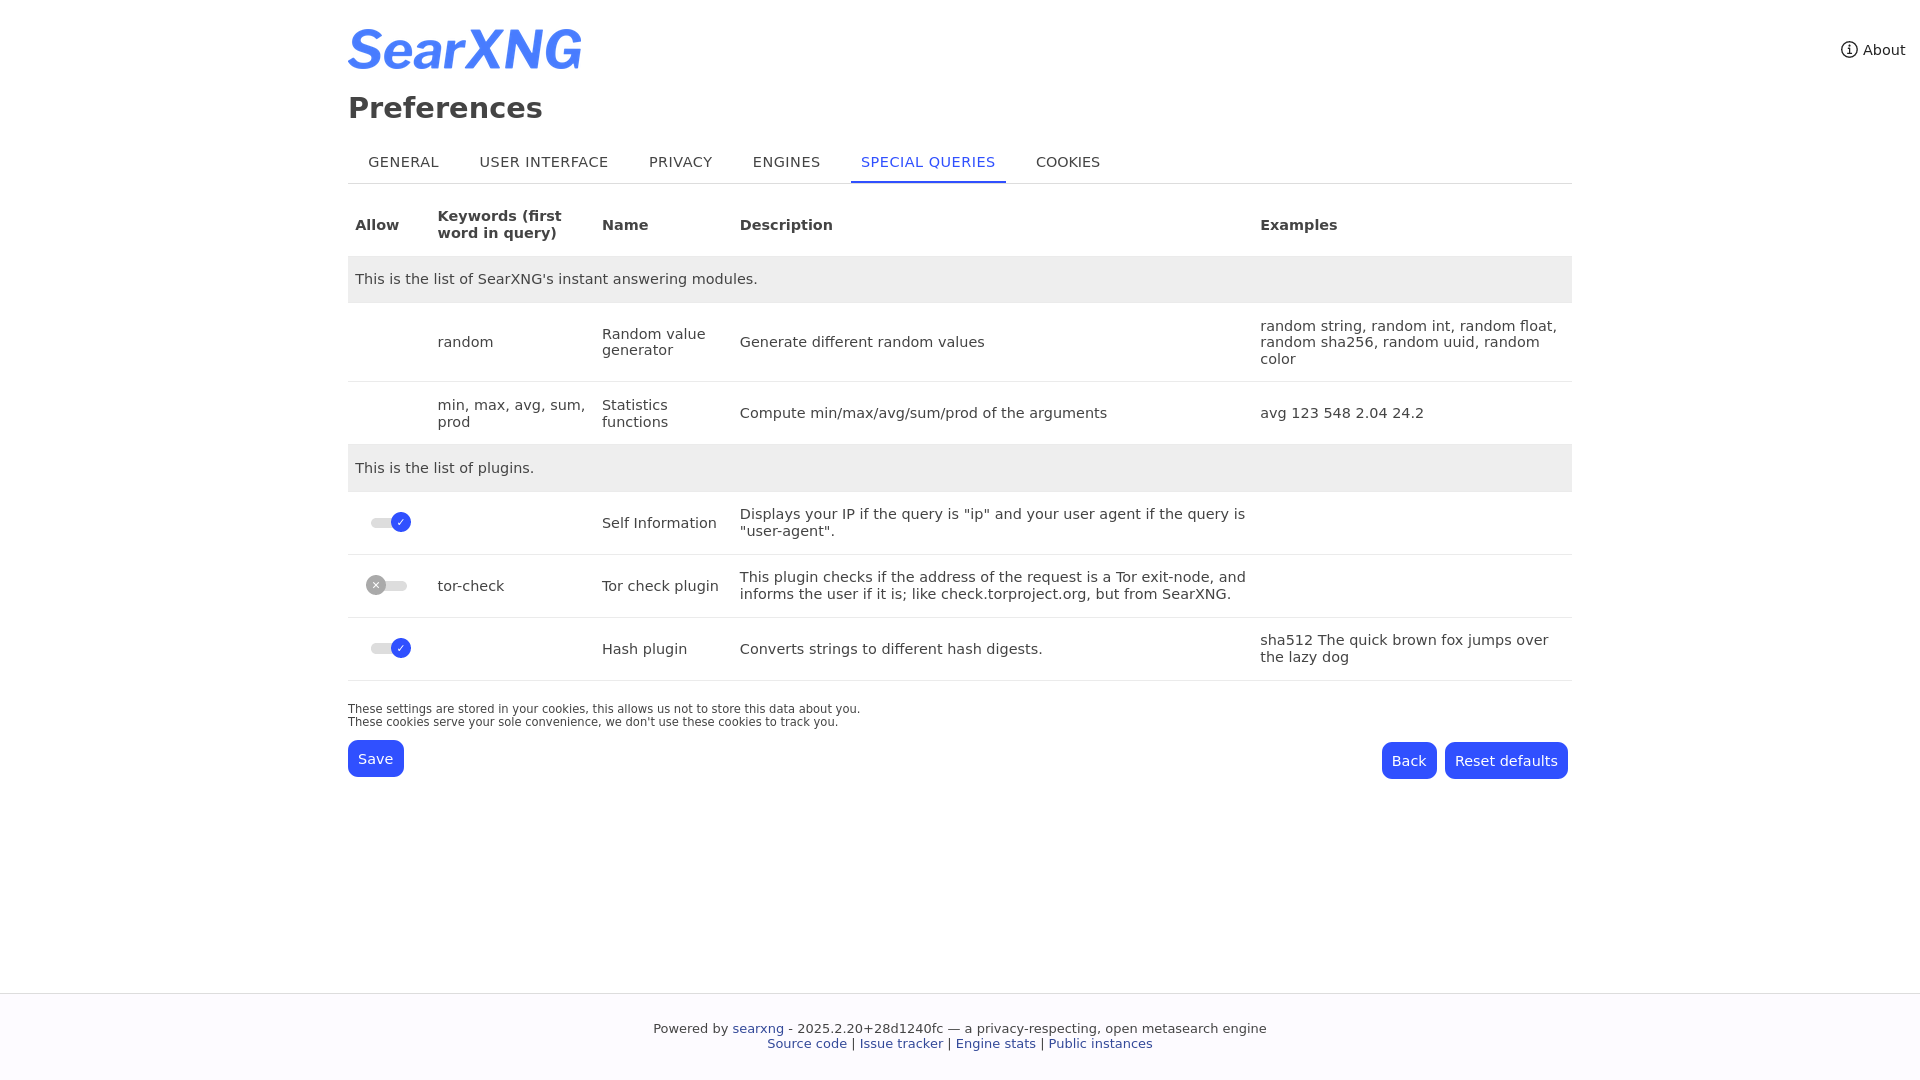 SearXNG
About
Preferences
GENERAL USER INTERFACE PRIVACY ENGINES SPECIAL QUERIES COOKIES
Allow
Keywords (first
word in query)
Name
Description
Examples
This is the list of SearXNG's instant answering modules.
random
Random value
generator
Generate different random values
random string, random int, random float,
random sha256, random uuid, random
color
min, max, avg, sum,
prod
Statistics
functions
Compute min/max/avg/sum/prod of the arguments
avg 123 548 2.04 24.2
This is the list of plugins.
Self Information
Displays your IP if the query is "ip" and your user agent if the query is
"user-agent".
tor-check
Tor check plugin
This plugin checks if the address of the request is a Tor exit-node, and
informs the user if it is; like check.torproject.org, but from SearXNG.
Hash plugin
Converts strings to different hash digests.
sha512 The quick brown fox jumps over
the lazy dog
These settings are stored in your cookies, this allows us not to store this data about you.
These cookies serve your sole convenience, we don't use these cookies to track you.
Save
Back
Reset defaults
Powered by searxng - 2025.2.20+28d1240fc — a privacy-respecting, open metasearch engine
Source code | Issue tracker | Engine stats | Public instances